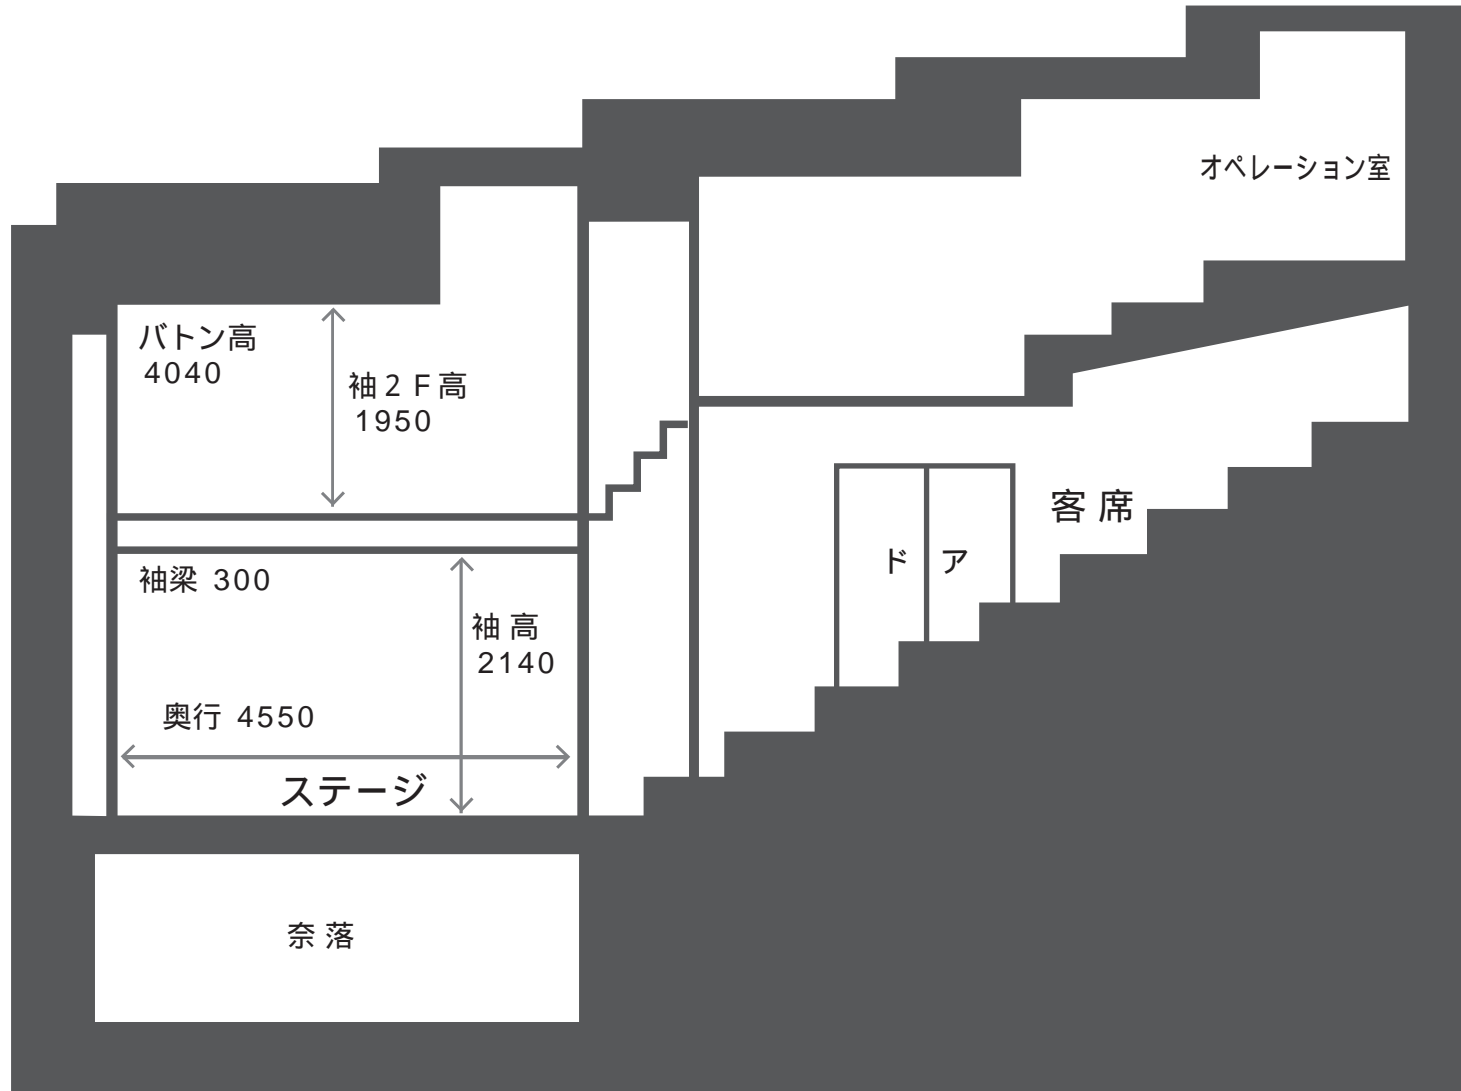 オペレーション室
バトン高
4040
袖２Ｆ高
1950
客席
ドア
袖梁 300
袖高
2140
奥行 4550
ステージ
奈落